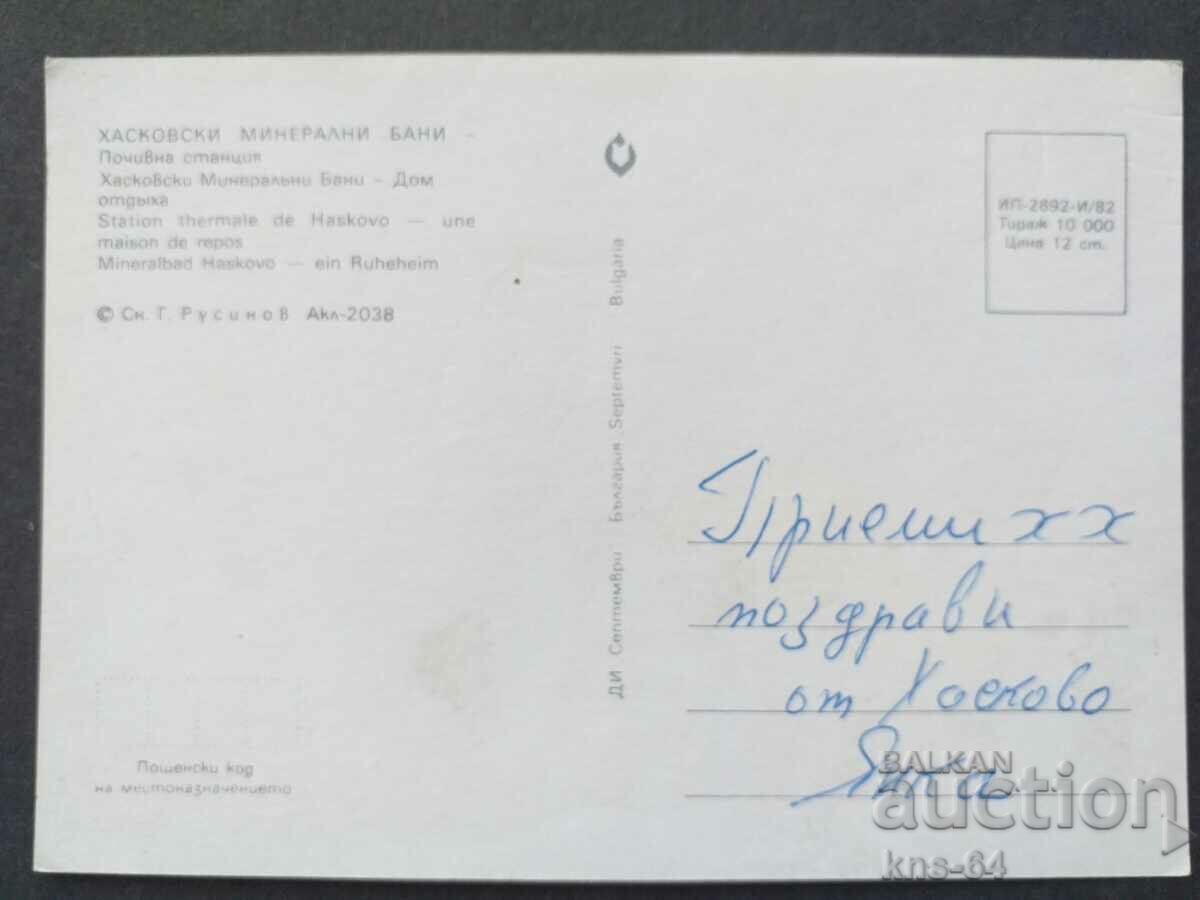 ХАСКОВСКИ МИНЕРАЛНИ БАНИ –
Почивна станция
Хасковски Минеральни Бани – Дом
отдыха
Station thermale de Haskovo — une
maison de repos
Mineralbad Haskovo — ein Ruheheim
© Сн. Г. Русинов Акл-2038
Пощенски код
на местоназначението
ДИ Септември България Septemvri Bulgaria
ИП-2892-И/82
Тираж 10 000
Цена 12 ст.
Приеми хх
поздрави
от Хасково
BALKAN
auction
kns-64